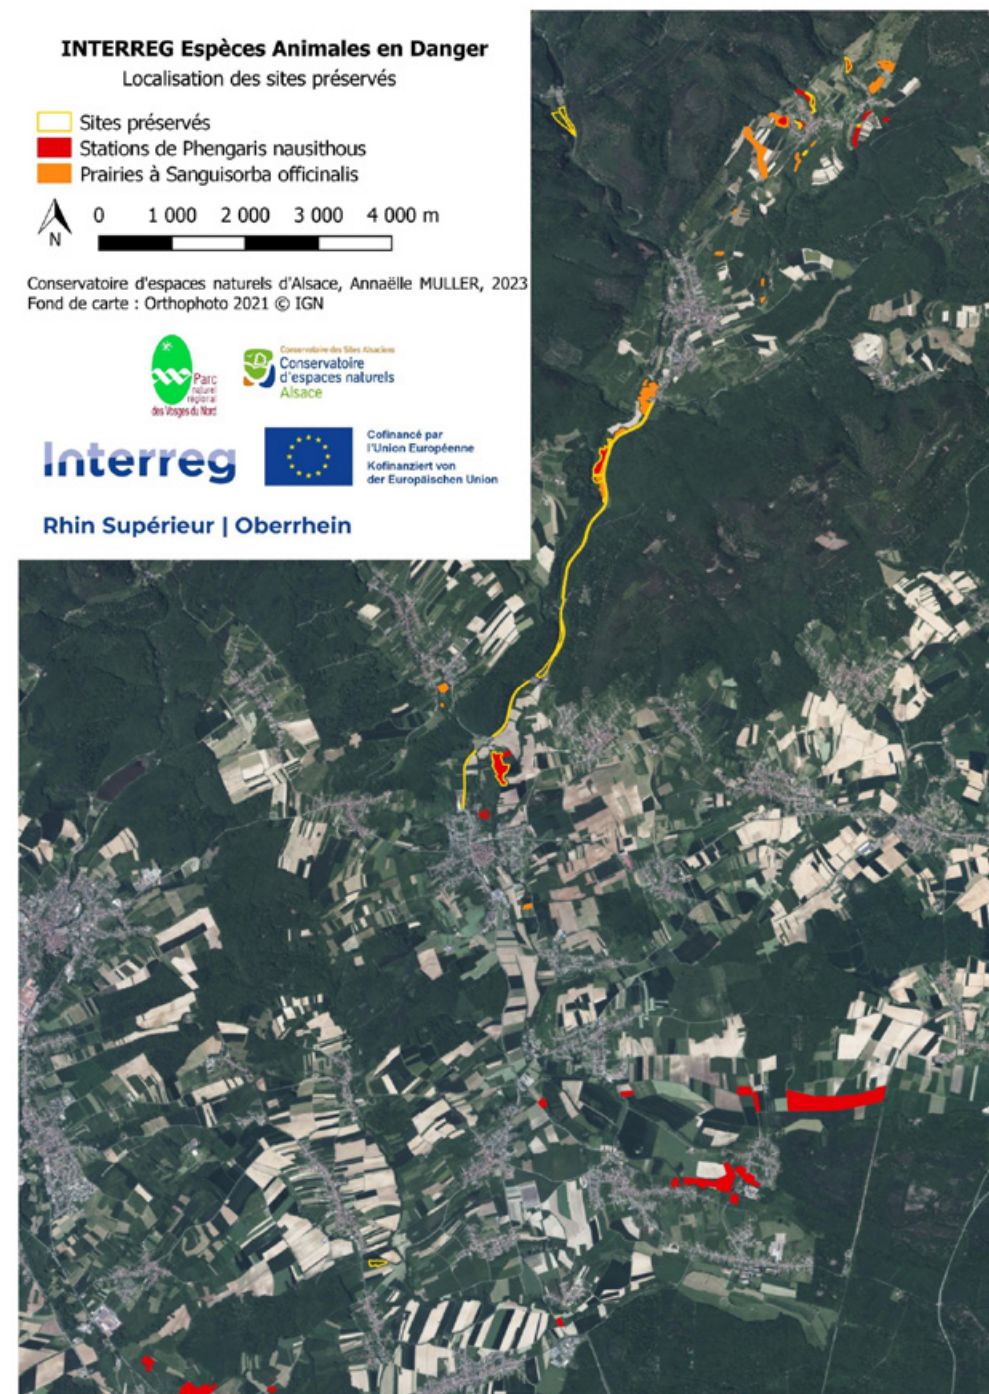 INTERREG Espèces Animales en Danger
Localisation des sites préservés
Sites préservés
Stations de Phengaris nausithous
Prairies à Sanguisorba officinalis
N
0 1 000 2 000 3 000 4 000 m
Conservatoire d'espaces naturels d'Alsace, Annaëlle MULLER, 2023
Fond de carte : Orthophoto 2021 © IGN
Parc
naturel
régional
des Vosges du Nord
Conservatoire des Sites Alsaciens
Conservatoire
d'espaces naturels
Alsace
Interreg
Cofinancé par
l'Union Européenne
Kofinanziert von
der Europäischen Union
Rhin Supérieur | Oberrhein